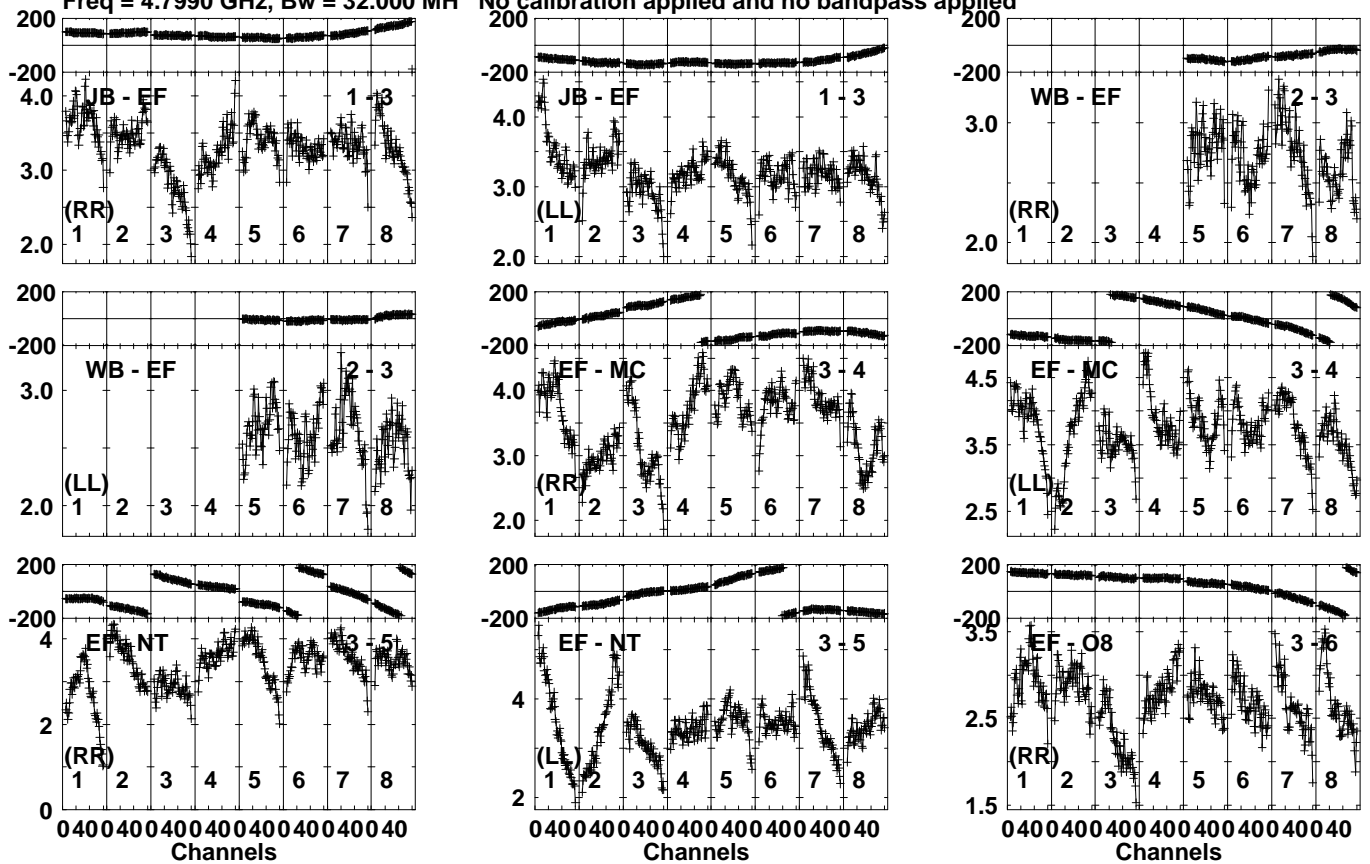 Freq = 4.7990 GHz, Bw = 32.000 MH No calibration applied and no bandpass applied
200
-200
4.0
3.0
2.0
JB - EF 1 - 3
(RR)
1 2 3 4 5 6 7 8
200
-200
4.0
3.0
2.0
JB - EF 1 - 3
(LL)
1 2 3 4 5 6 7 8
200
-200
3.0
2.0
WB - EF 2 - 3
(RR)
1 2 3 4 5 6 7 8
200
-200
3.0
2.0
WB - EF 2 - 3
(LL)
1 2 3 4 5 6 7 8
200
-200
4.0
3.0
2.0
EF - MC 3 - 4
(RR)
1 2 3 4 5 6 7 8
200
-200
4.5
3.5
2.5
EF - MC 3 - 4
(LL)
1 2 3 4 5 6 7 8
200
-200
4
2
0
EF - NT 3 - 5
(RR)
1 2 3 4 5 6 7 8
0 40 0 40 0 40 0 40 0 40 0 40 0 40 0 40
Channels
200
-200
4
2
EF - NT 3 - 5
(LL)
1 2 3 4 5 6 7 8
0 40 0 40 0 40 0 40 0 40 0 40 0 40 0 40
Channels
200
-200
3.5
2.5
1.5
EF - O8 3 - 6
(RR)
1 2 3 4 5 6 7 8
0 40 0 40 0 40 0 40 0 40 0 40 0 40 0 40
Channels